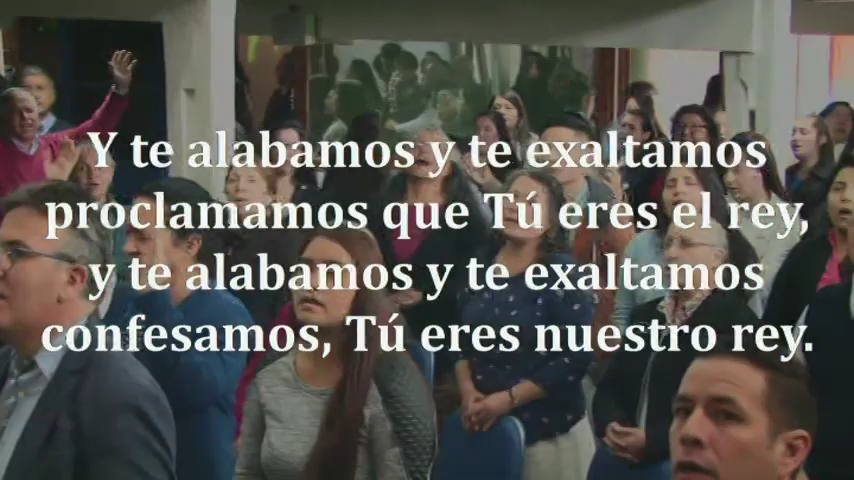 Y te alabamos y te exaltamos
proclamamos que Tú eres el rey,
y te alabamos y te exaltamos
confesamos, Tú eres nuestro rey.